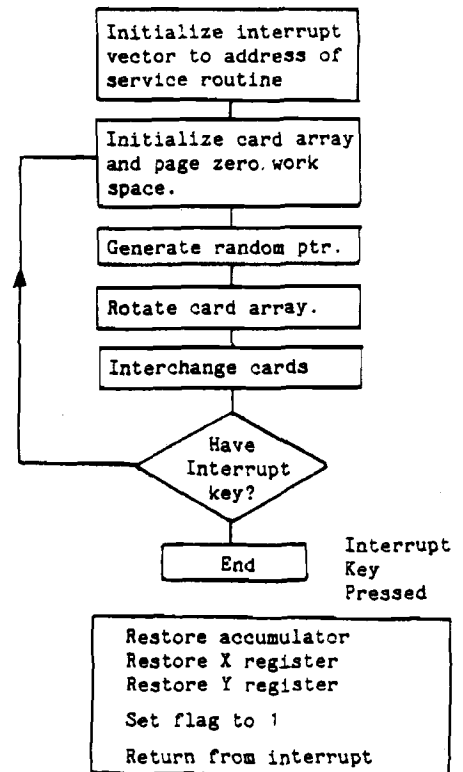 Initialize interrupt
vector to address of
service routine
Initialize card array
and page zero work
space.
Generate random ptr.
Rotate card array.
Interchange cards
Have
Interrupt
key?
End
Interrupt
Key
Pressed
Restore accumulator
Restore X register
Restore Y register
Set flag to 1
Return from interrupt